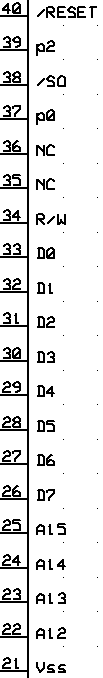 40 /RESET
39 p2
38 /SO
37 p0
36 NC
35 NC
34 R/W
33 D0
32 D1
31 D2
30 D3
29 D4
28 D5
27 D6
26 D7
25 A15
24 A14
23 A13
22 A12
21 Vss